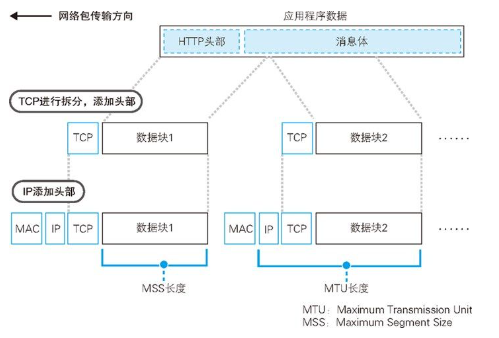 网络包传输方向
应用程序数据
HTTP头部 消息体
TCP进行拆分，添加头部
TCP 数据块1 TCP 数据块2 ······
IP添加头部
MAC IP TCP 数据块1 MAC IP TCP 数据块2 ······
MSS长度 MTU长度
MTU：Maximum Transmission Unit
MSS：Maximum Segment Size